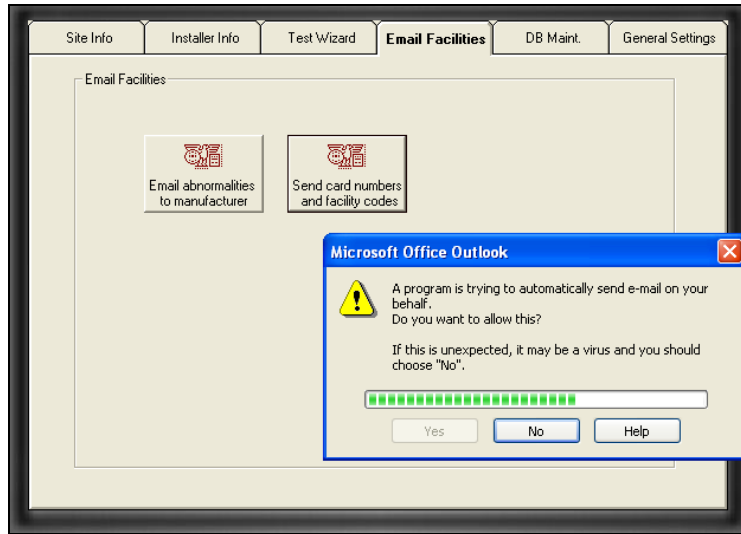 Site Info
Installer Info
Test Wizard
Email Facilities
DB Maint.
General Settings
Email Facilities
Email abnormalities
to manufacturer
Send card numbers
and facility codes
Microsoft Office Outlook
A program is trying to automatically send e-mail on your
behalf.
Do you want to allow this?
If this is unexpected, it may be a virus and you should
choose "No".
Yes
No
Help